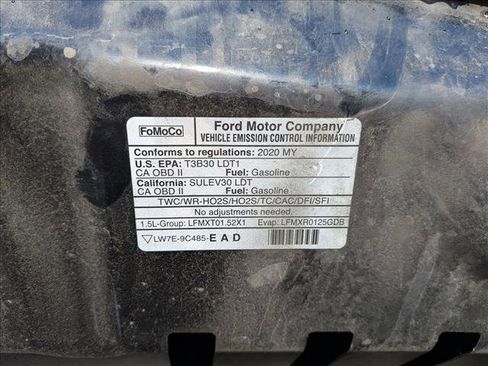 FoMoCo
Ford Motor Company
VEHICLE EMISSION CONTROL INFORMATION
Conforms to regulations: 2020 MY
U.S. EPA: T3B30 LDT1
CA OBD II Fuel: Gasoline
California: SULEV30 LDT
CA OBD II Fuel: Gasoline
TWC/WR-HO2S/HO2S/TC/CAC/DFI/SFI
No adjustments needed.
1.5L-Group: LFMXT01.52X1 Evap: LFMXR0125GDB
LW7E-9C485-E A D